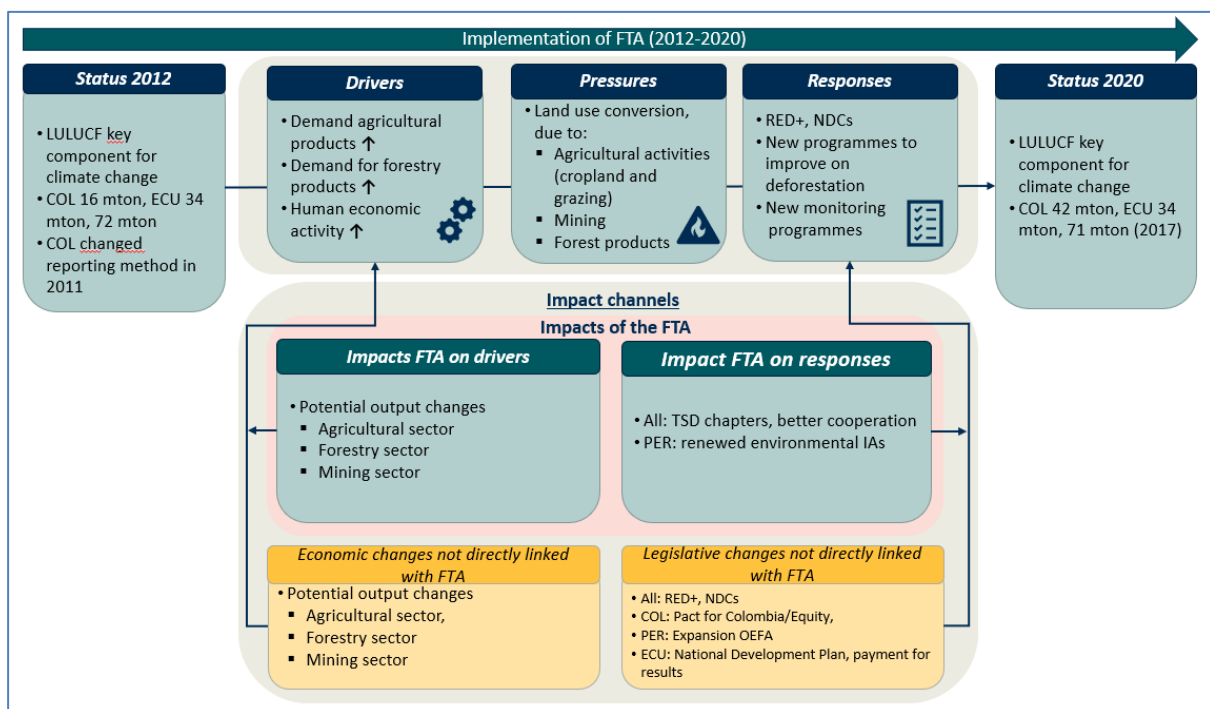 Implementation of FTA (2012-2020)
Status 2012
• LULUCF key
component for
climate change
• COL 16 mton, ECU 34
mton, 72 mton
• COL changed
reporting method in
2011
Drivers
• Demand agricultural
products ↑
• Demand for forestry
products ↑
• Human economic
activity ↑
Pressures
• Land use conversion,
due to:
▪ Agricultural activities
(cropland and
grazing)
▪ Mining
▪ Forest products
Responses
• RED+, NDCs
• New programmes to
improve on
deforestation
• New monitoring
programmes
Status 2020
• LULUCF key
component for
climate change
• COL 42 mton, ECU 34
mton, 71 mton (2017)
Impact channels
Impacts of the FTA
Impacts FTA on drivers
• Potential output changes
▪ Agricultural sector
▪ Forestry sector
▪ Mining sector
Impact FTA on responses
• All: TSD chapters, better cooperation
• PER: renewed environmental IAs
Economic changes not directly linked
with FTA
• Potential output changes
▪ Agricultural sector,
▪ Forestry sector
▪ Mining sector
Legislative changes not directly linked
with FTA
• All: RED+, NDCs
• COL: Pact for Colombia/Equity,
• PER: Expansion OEFA
• ECU: National Development Plan, payment for
results